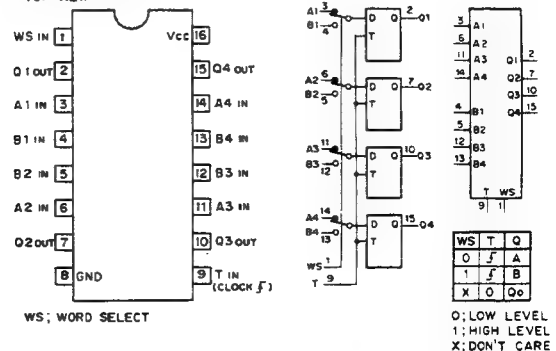 WS IN 1
Vcc 16
Q1 OUT 2
15 Q4 OUT
A1 IN 3
14 A4 IN
B1 IN 4
13 B4 IN
B2 IN 5
12 B3 IN
A2 IN 6
11 A3 IN
Q2 OUT 7
10 Q3 OUT
8 GND
9 T IN
(CLOCK ⨍)
WS; WORD SELECT
A1 3
B1 4
D Q 2 Q1
T
A2 6
B2 5
D Q 7 Q2
T
A3 11
B3 12
D Q 10 Q3
T
A4 14
B4 13
D Q 15 Q4
T
WS 1
T 9
3 A1
6 A2
11 A3
14 A4
4 B1
5 B2
12 B3
13 B4
Q1 2
Q2 7
Q3 10
Q4 15
T WS
9 1
WS T Q
0 ⨍ A
1 ⨍ B
X 0 Qo
0; LOW LEVEL
1; HIGH LEVEL
X; DON'T CARE